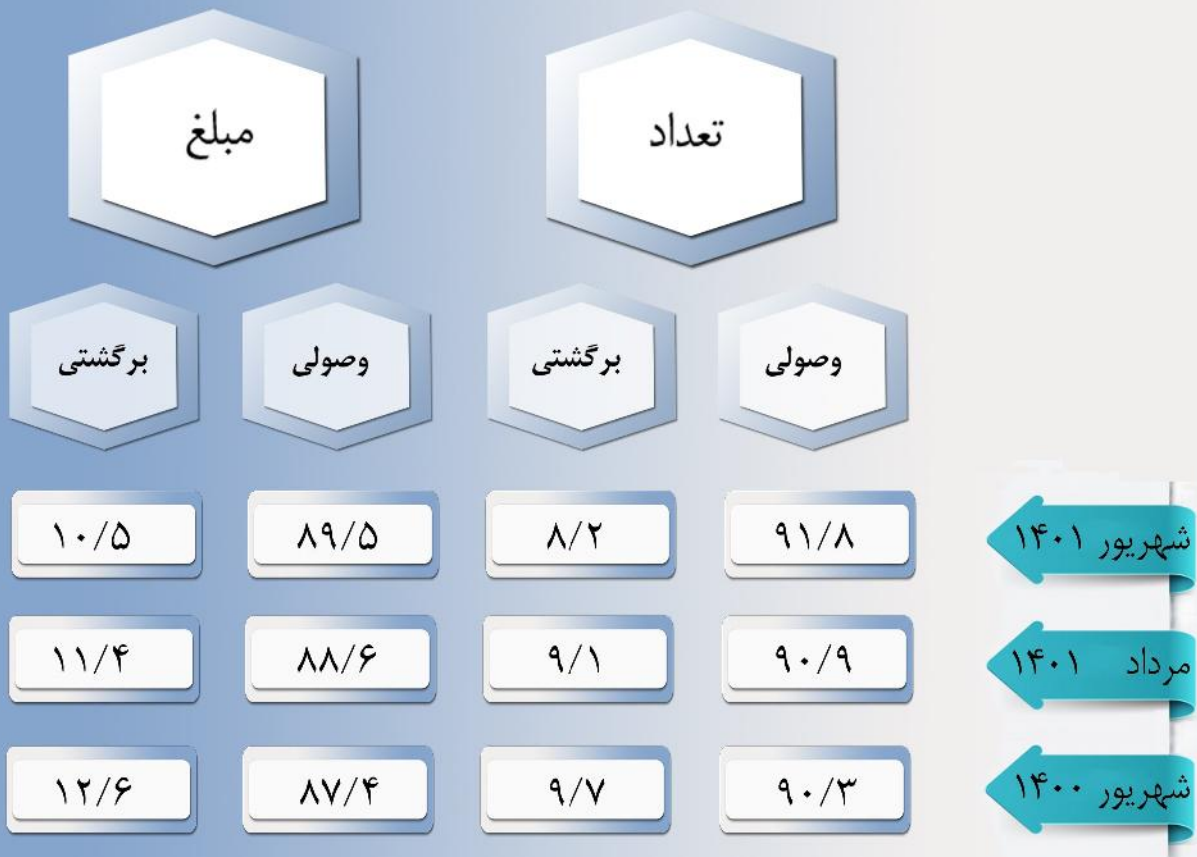 تعداد مبلغ
وصولی برگشتی وصولی برگشتی
شهریور ۱۴۰۱ ۹۱/۸ ۸/۲ ۸۹/۵ ۱۰/۵
مرداد ۱۴۰۱ ۹۰/۹ ۹/۱ ۸۸/۶ ۱۱/۴
شهریور ۱۴۰۰ ۹۰/۳ ۹/۷ ۸۷/۴ ۱۲/۶